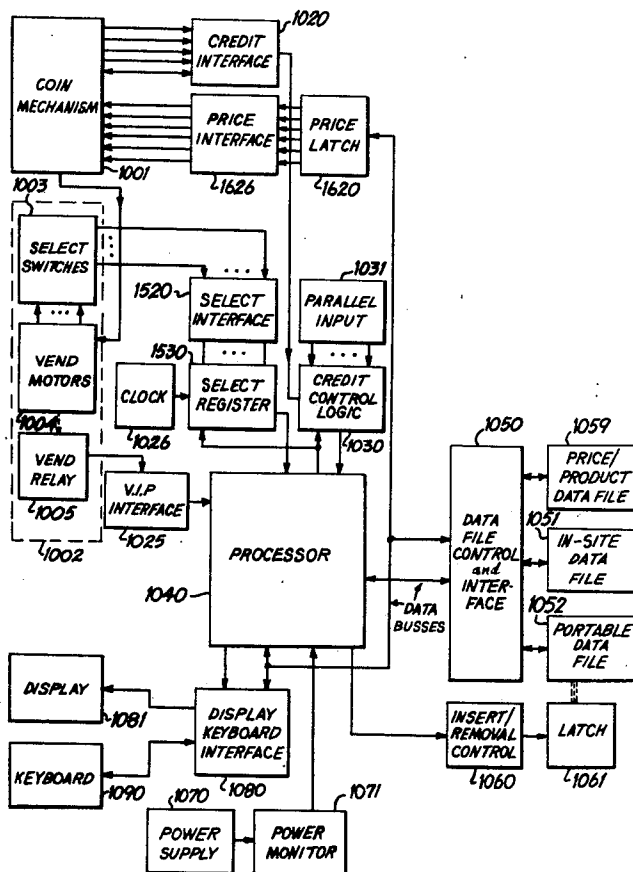 1020
COIN
MECHANISM
CREDIT
INTERFACE
PRICE
INTERFACE
PRICE
LATCH
1001
1626
1620
1003
SELECT
SWITCHES
1031
1520
SELECT
INTERFACE
PARALLEL
INPUT
1530
VEND
MOTORS
CLOCK
SELECT
REGISTER
CREDIT
CONTROL
LOGIC
1004
1026
1030
1050
1059
VEND
RELAY
PRICE/
PRODUCT
DATA FILE
1005
V.I.P
INTERFACE
1002
1025
PROCESSOR
DATA
FILE
CONTROL
and
INTER-
FACE
1051
IN-SITE
DATA
FILE
1040
1
DATA
BUSSES
1052
PORTABLE
DATA
FILE
DISPLAY
1081
DISPLAY
KEYBOARD
INTERFACE
INSERT/
REMOVAL
CONTROL
LATCH
KEYBOARD
1090
1080
1060
1061
1070
1071
POWER
SUPPLY
POWER
MONITOR